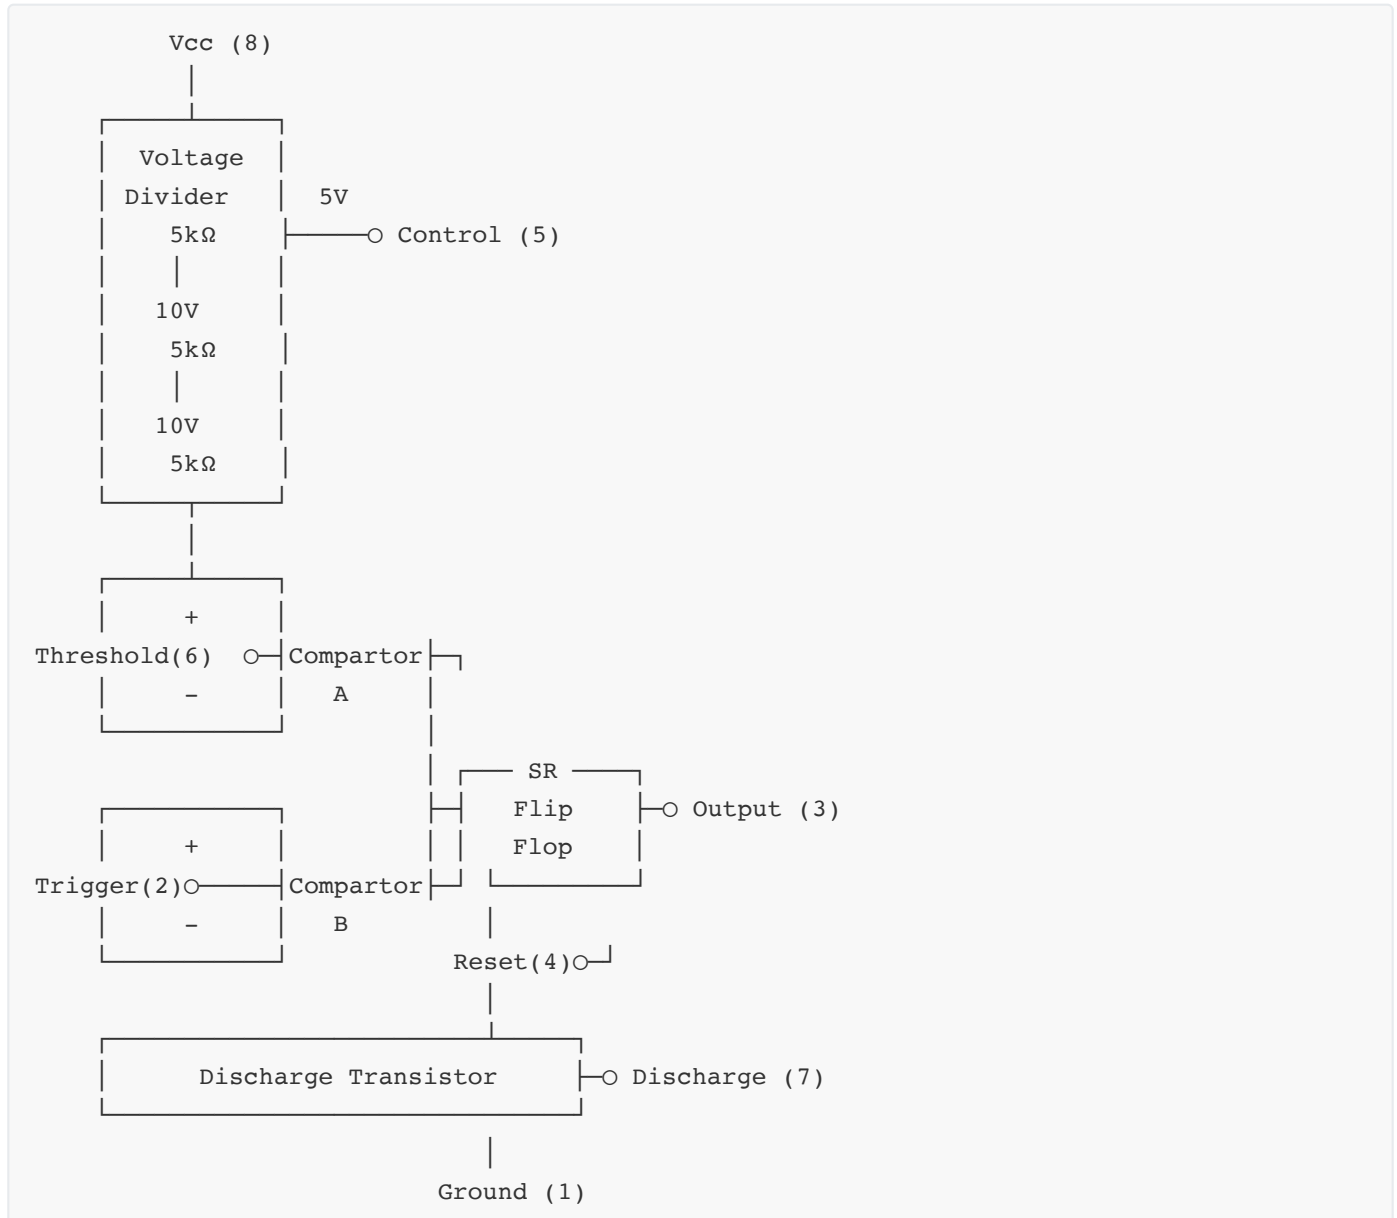 Vcc (8)
Voltage
Divider 5V
5kΩ Control (5)
10V
5kΩ
10V
5kΩ
+
Threshold(6) Compartor
- A
SR
Flip Output (3)
+ Flop
Trigger(2) Compartor
- B
Reset(4)
Discharge Transistor Discharge (7)
Ground (1)